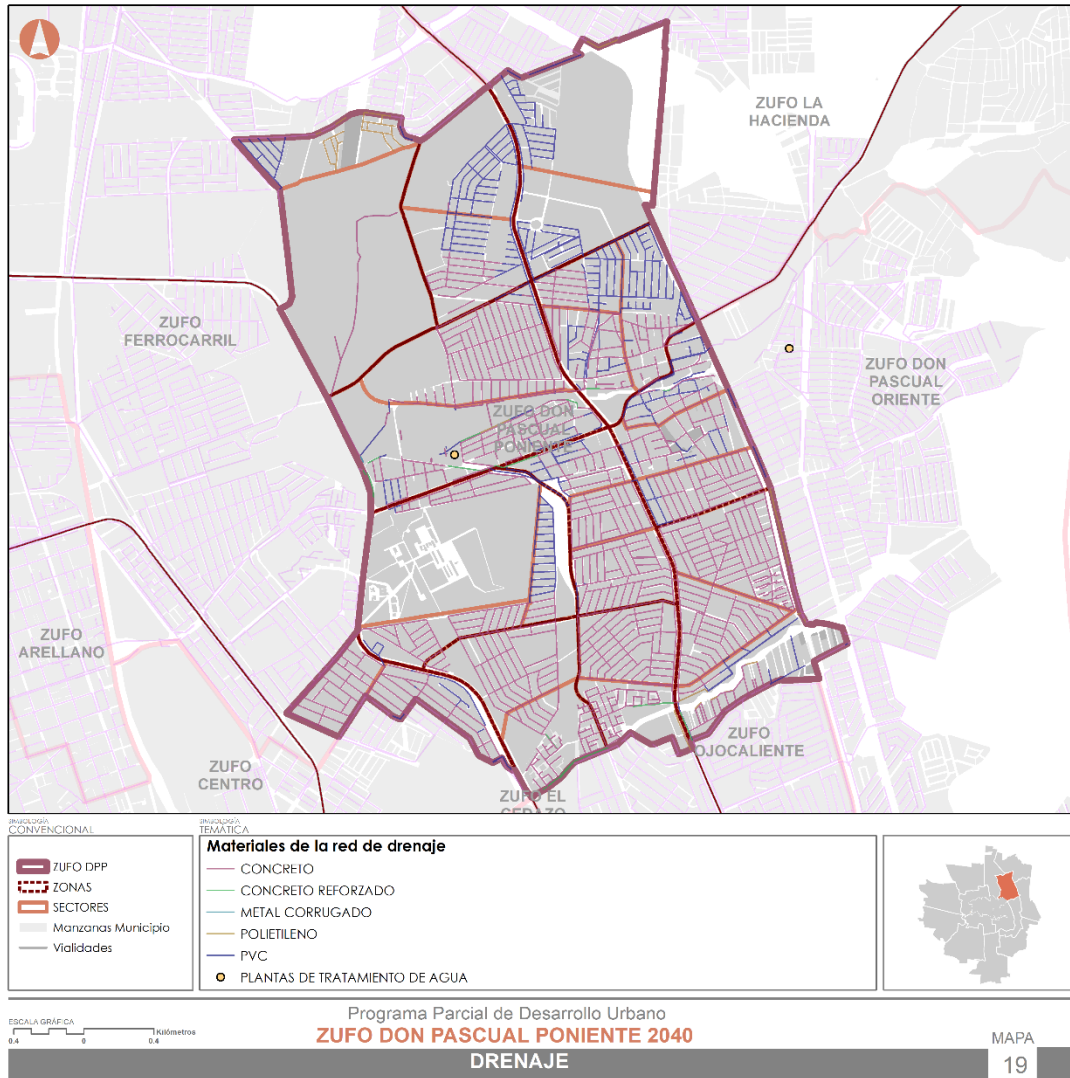 ZUFO LA
HACIENDA
ZUFO
FERROCARRIL
ZUFO DON
PASCUAL
ORIENTE
ZUFO DON
PASCUAL
PONIENTE
ZUFO
ARELLANO
ZUFO
CENTRO
ZUFO
OJOCALIENTE
ZUFO EL
CEDAZO
SIMBOLOGÍA
CONVENCIONAL
ZUFO DPP
ZONAS
SECTORES
Manzanas Municipio
Vialidades
SIMBOLOGÍA
TEMATICA
Materiales de la red de drenaje
CONCRETO
CONCRETO REFORZADO
METAL CORRUGADO
POLIETILENO
PVC
PLANTAS DE TRATAMIENTO DE AGUA
ESCALA GRÁFICA
Kilómetros
0.4 0 0.4
Programa Parcial de Desarrollo Urbano
ZUFO DON PASCUAL PONIENTE 2040
DRENAJE
MAPA
19